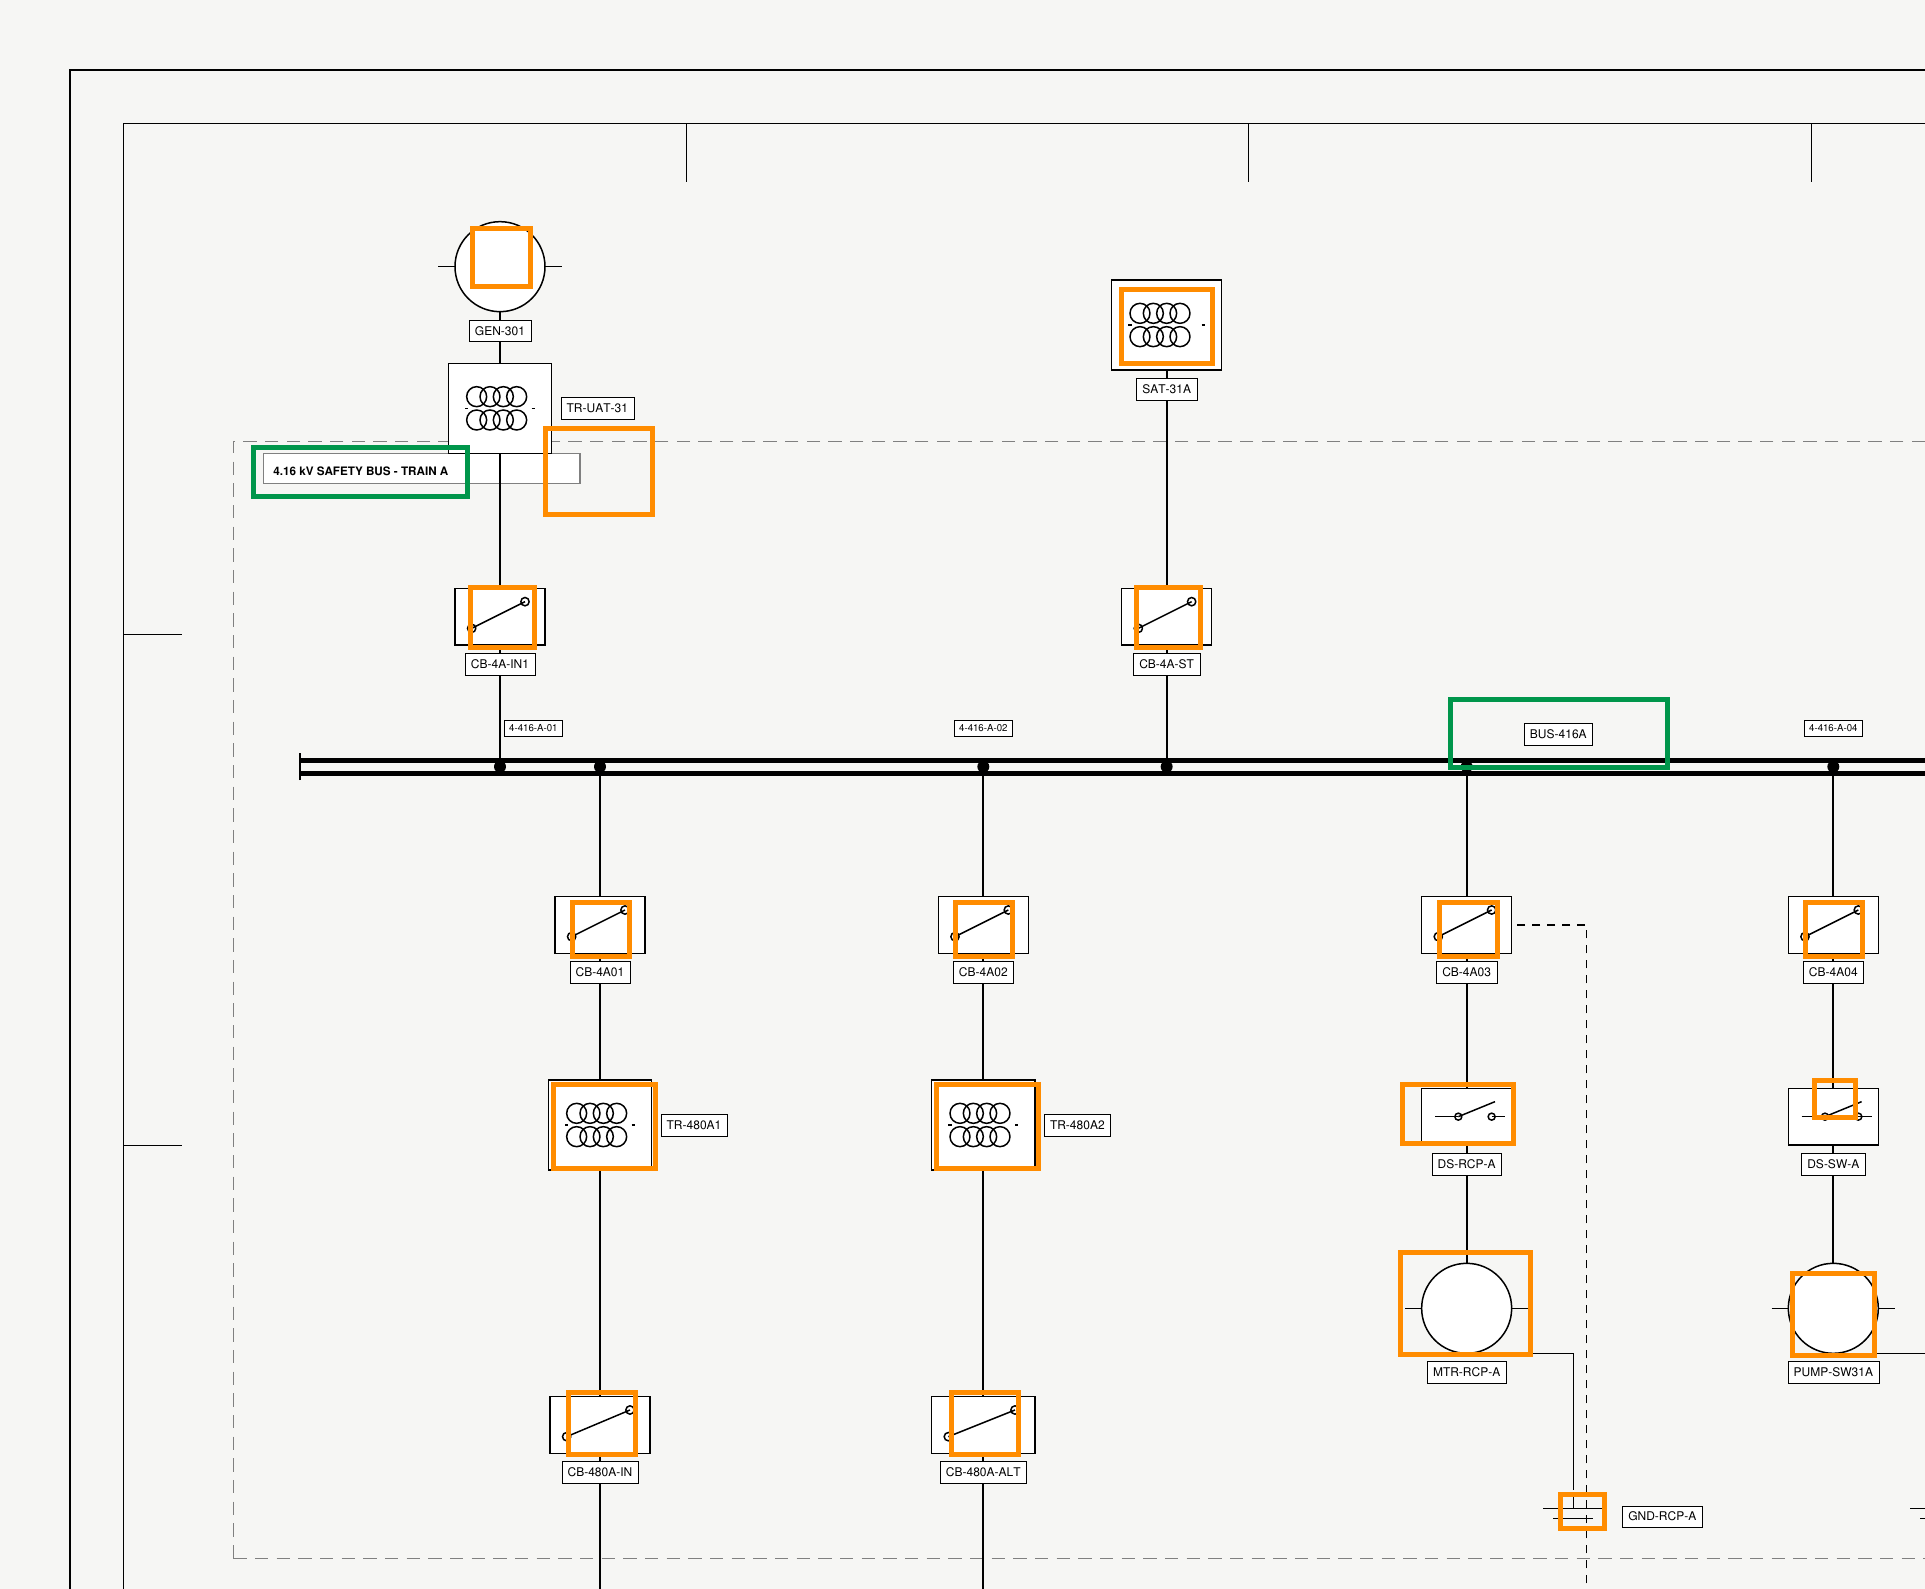 GEN-301
SAT-31A
TR-UAT-31
4.16 kV SAFETY BUS - TRAIN A
CB-4A-IN1
CB-4A-ST
4-416-A-01
4-416-A-02
BUS-416A
4-416-A-04
CB-4A01
CB-4A02
CB-4A03
CB-4A04
TR-480A1
TR-480A2
DS-RCP-A
DS-SW-A
MTR-RCP-A
PUMP-SW31A
CB-480A-IN
CB-480A-ALT
GND-RCP-A